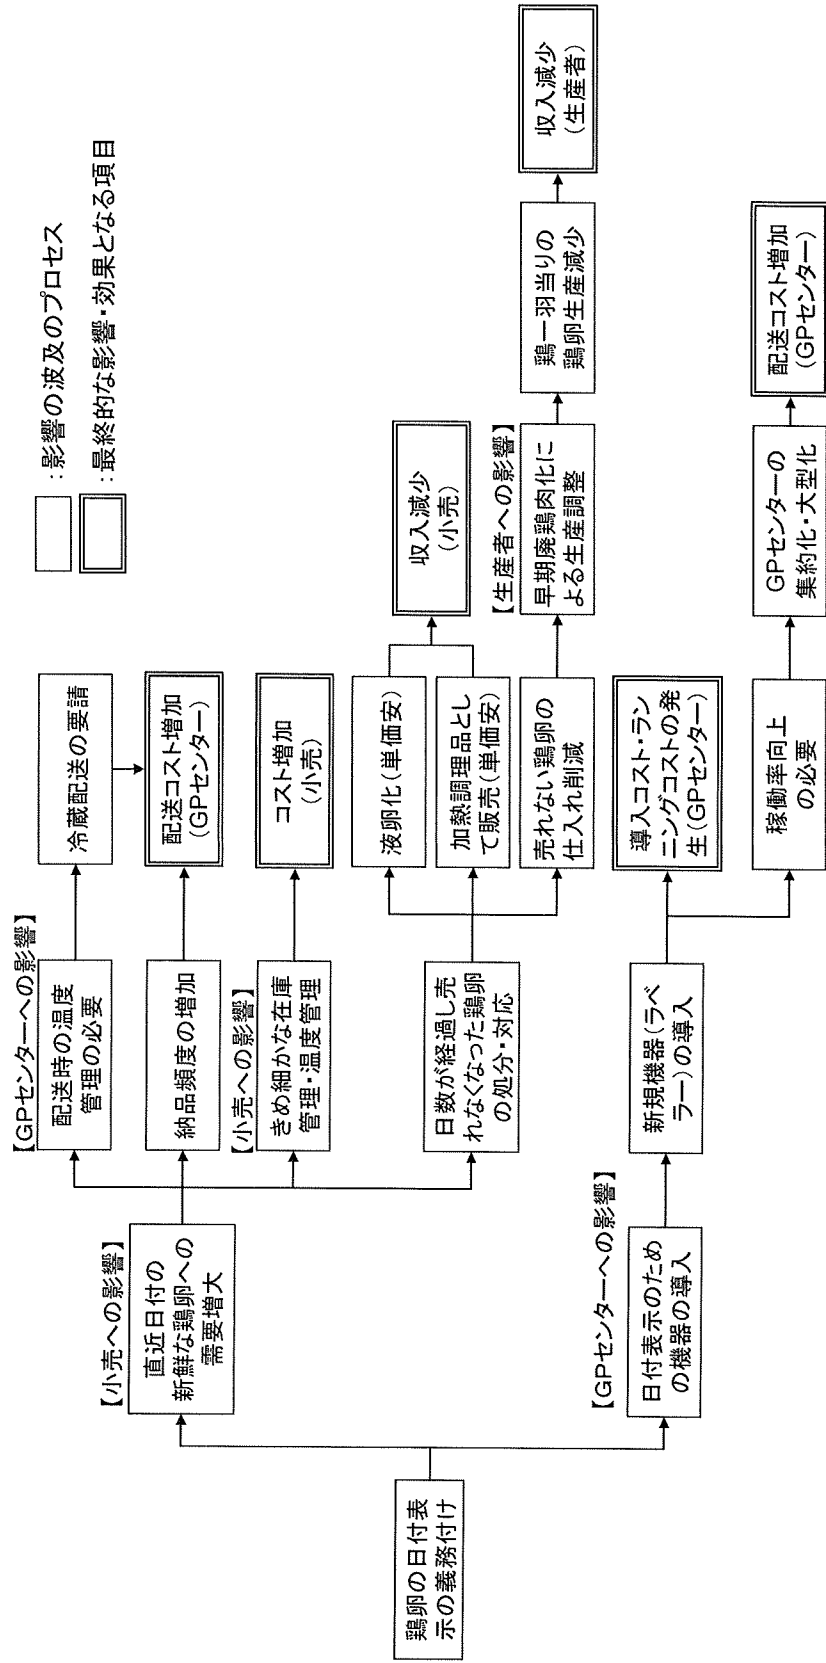 ：影響の波及のプロセス
：最終的な影響・効果となる項目
鶏卵の日付表
示の義務付け
【小売への影響】
直近日付の
新鮮な鶏卵への
需要増大
【GPセンターへの影響】
配送時の温度
管理の必要
冷蔵配送の要請
納品頻度の増加
配送コスト増加
(GPセンター)
【小売への影響】
きめ細かな在庫
管理・温度管理
コスト増加
(小売)
日数が経過し売
れなくなった鶏卵
の処分・対応
液卵化(単価安)
加熱調理品とし
て販売(単価安)
収入減少
(小売)
売れない鶏卵の
仕入れ削減
【生産者への影響】
早期廃鶏肉化に
よる生産調整
鶏一羽当りの
鶏卵生産減少
収入減少
(生産者)
【GPセンターへの影響】
日付表示のため
の機器の導入
新規機器(ラベ
ラー)の導入
導入コスト・ラン
ニングコストの発
生(GPセンター)
稼働率向上
の必要
GPセンターの
集約化・大型化
配送コスト増加
(GPセンター)